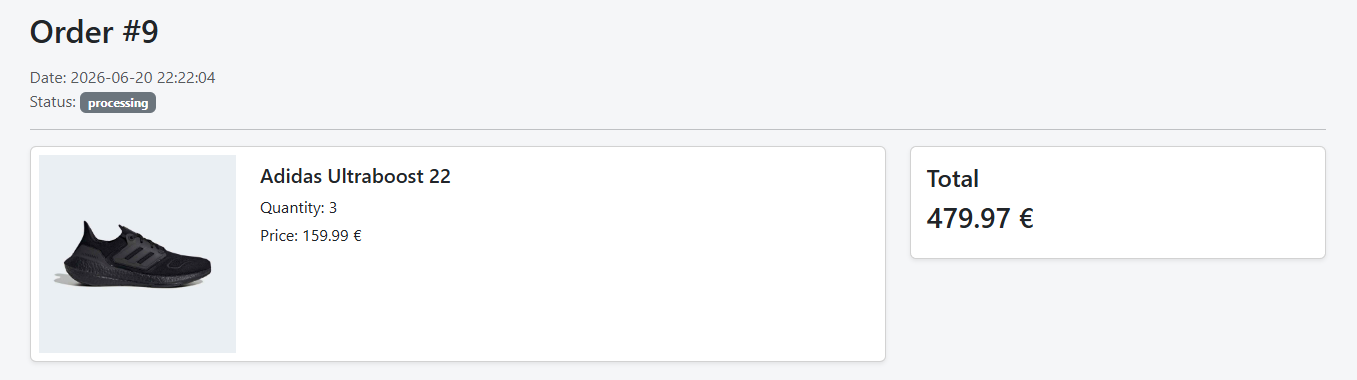 Order #9
Date: 2026-06-20 22:22:04
Status: processing
Adidas Ultraboost 22
Quantity: 3
Price: 159.99 €
Total
479.97 €